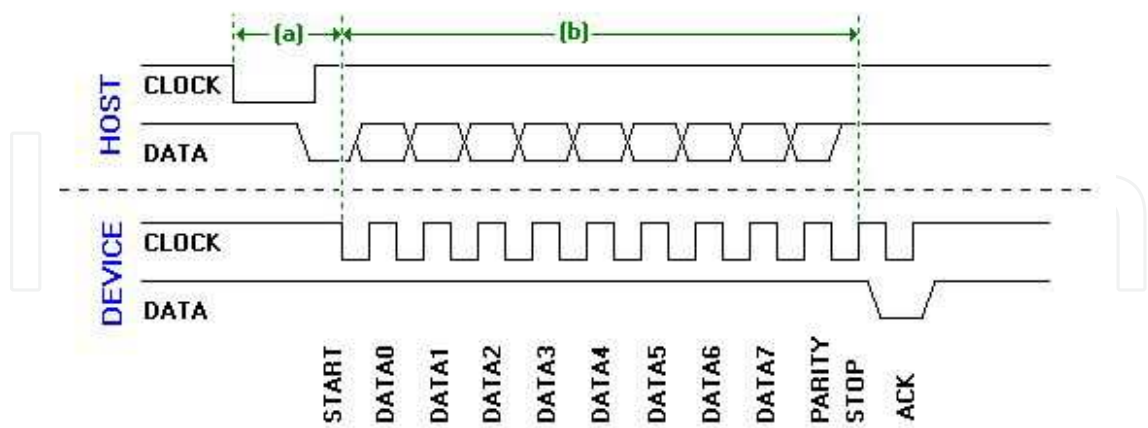 (a)
(b)
HOST
CLOCK
DATA
DEVICE
CLOCK
DATA
START
DATA0
DATA1
DATA2
DATA3
DATA4
DATA5
DATA6
DATA7
PARITY
STOP
ACK